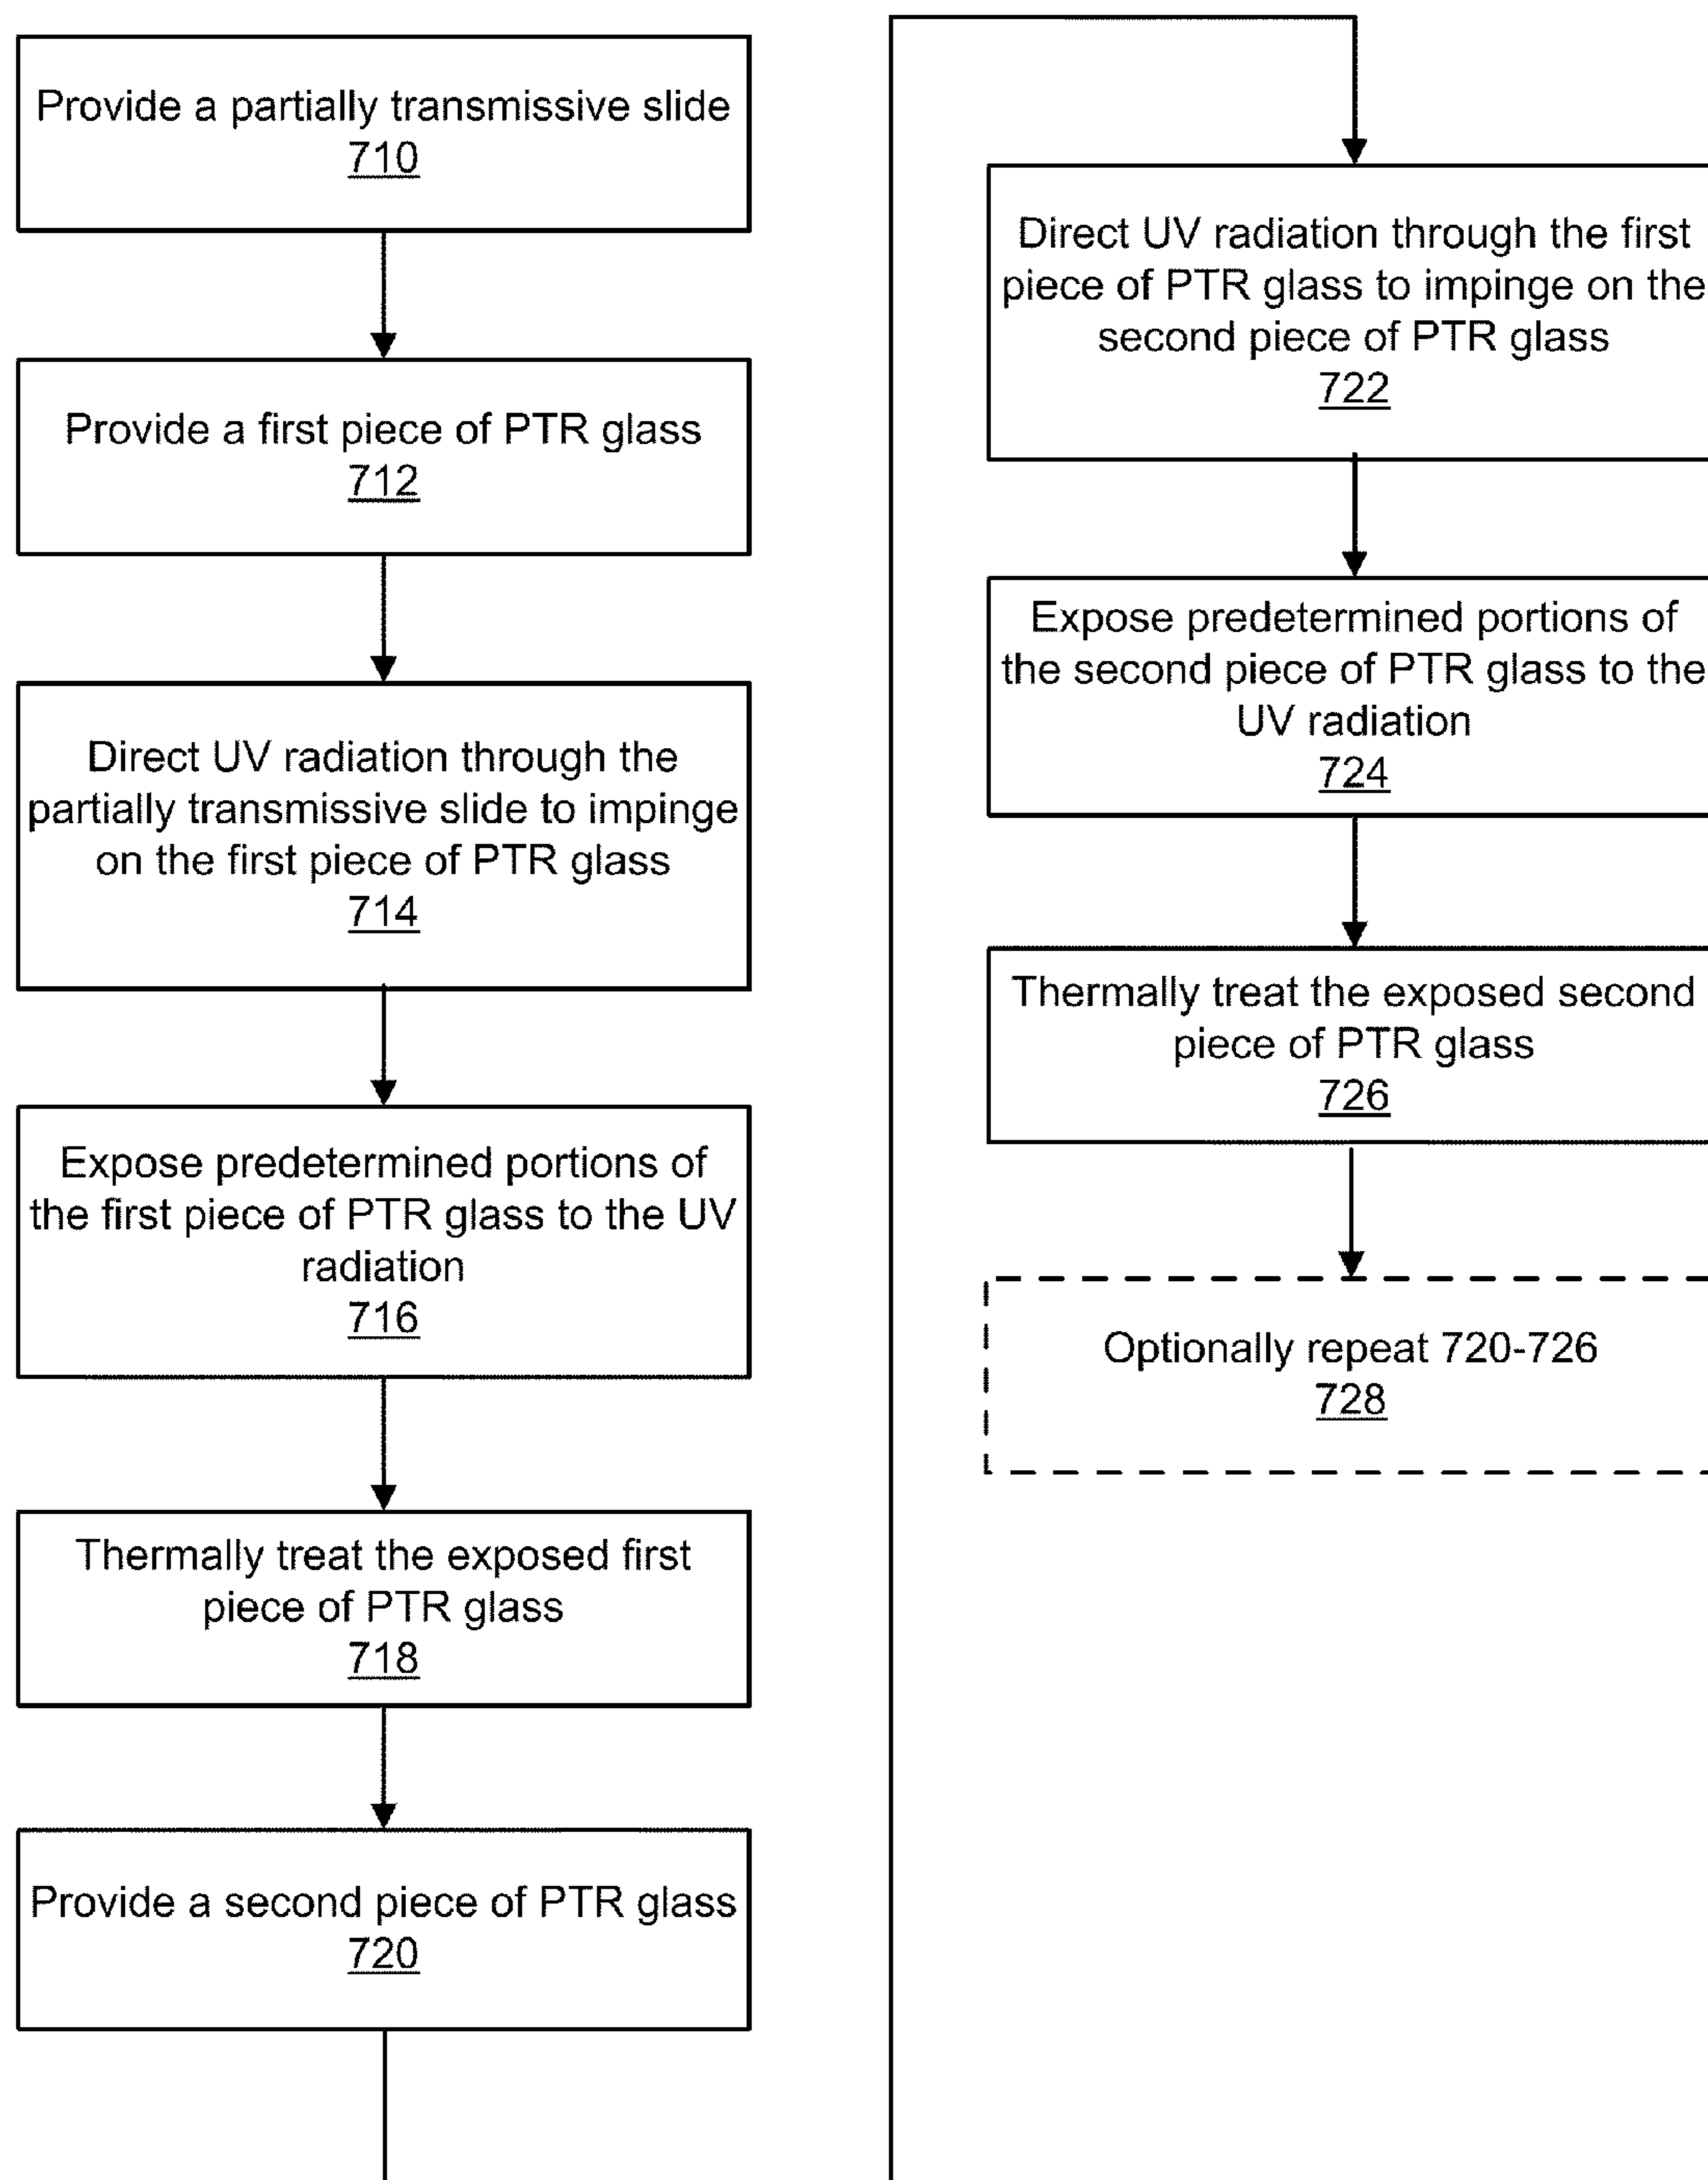 Provide a partially transmissive slide
710
Provide a first piece of PTR glass
712
Direct UV radiation through the
partially transmissive slide to impinge
on the first piece of PTR glass
714
Expose predetermined portions of
the first piece of PTR glass to the UV
radiation
716
Thermally treat the exposed first
piece of PTR glass
718
Provide a second piece of PTR glass
720
Direct UV radiation through the first
piece of PTR glass to impinge on the
second piece of PTR glass
722
Expose predetermined portions of
the second piece of PTR glass to the
UV radiation
724
Thermally treat the exposed second
piece of PTR glass
726
Optionally repeat 720-726
728